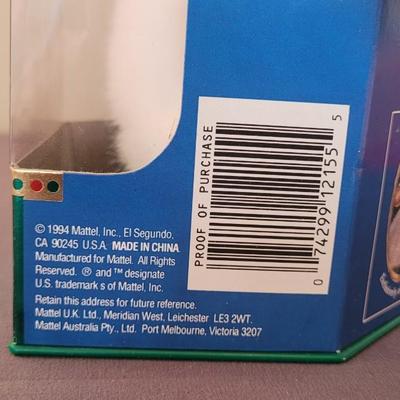 © 1994 Mattel, Inc., El Segundo,
CA 90245 U.S.A. MADE IN CHINA.
Manufactured for Mattel. All Rights
Reserved. ® and ™ designate
U.S. trademarks of Mattel, Inc.
Retain this address for future reference.
Mattel U.K. Ltd., Meridian West, Leichester LE3 2WT.
Mattel Australia Pty., Ltd. Port Melbourne, Victoria 3207
PROOF OF PURCHASE
0 74299 12155 5